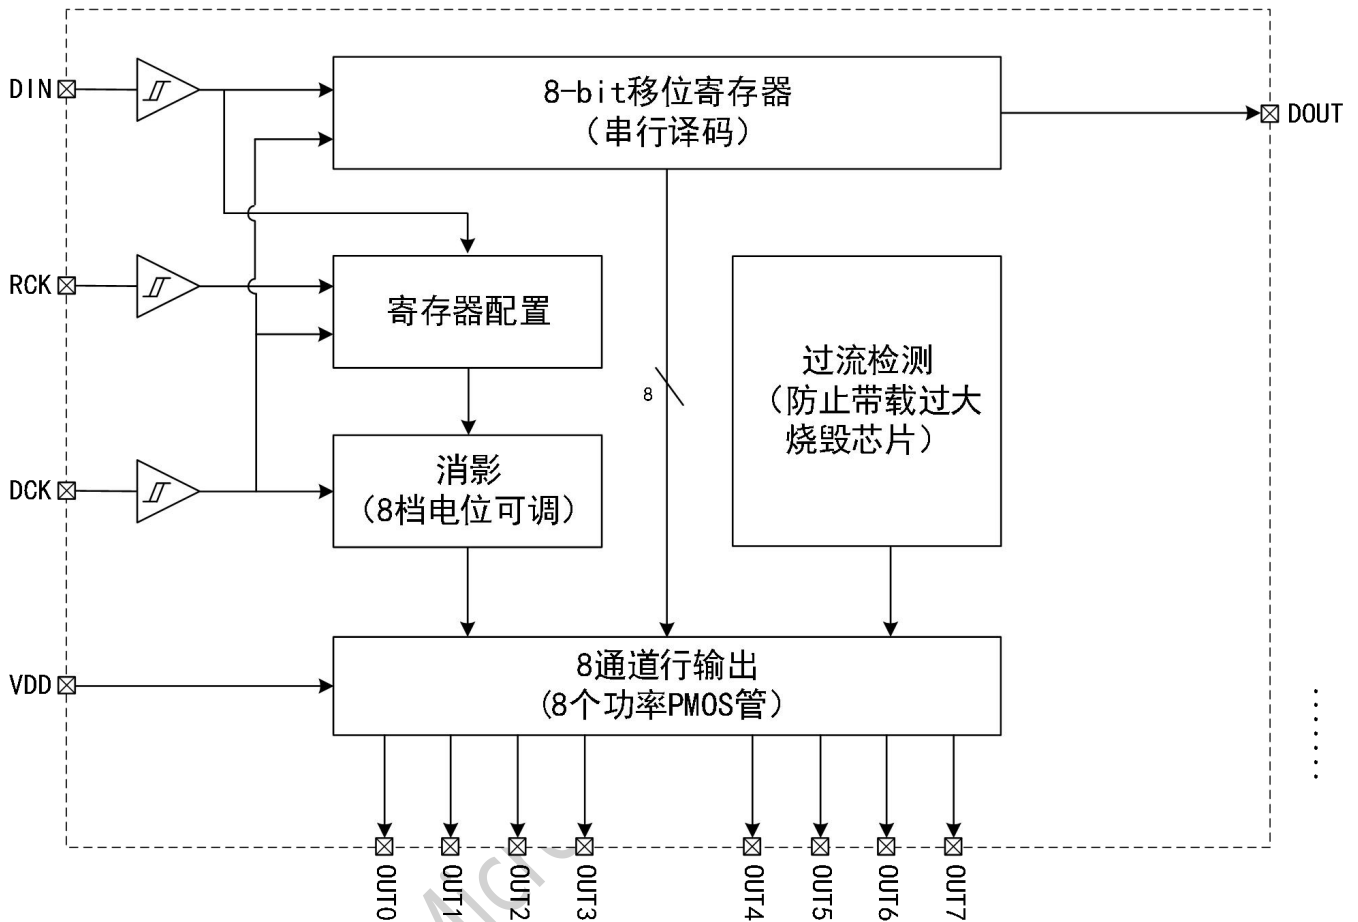 DIN
8-bit移位寄存器
（串行译码）
DOUT
RCK
寄存器配置
过流检测
（防止带载过大
烧毁芯片）
8
DCK
消影
（8档电位可调）
VDD
8通道行输出
（8个功率PMOS管）
OUT0
OUT1
OUT2
OUT3
OUT4
OUT5
OUT6
OUT7
Micro